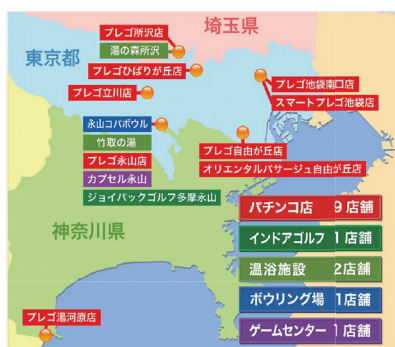 埼玉県
プレゴ所沢店
湯の森所沢
東京都
プレゴひばりが丘店
プレゴ立川店
プレゴ池袋南口店
スマートプレゴ池袋店
永山コパボウル
竹取の湯
プレゴ永山店
カプセル永山
ジョイパックゴルフ多摩永山
プレゴ自由が丘店
オリエンタルパサージュ自由が丘店
神奈川県
パチンコ店 9店舗
インドアゴルフ 1店舗
温浴施設 2店舗
ボウリング場 1店舗
ゲームセンター 1店舗
プレゴ湯河原店